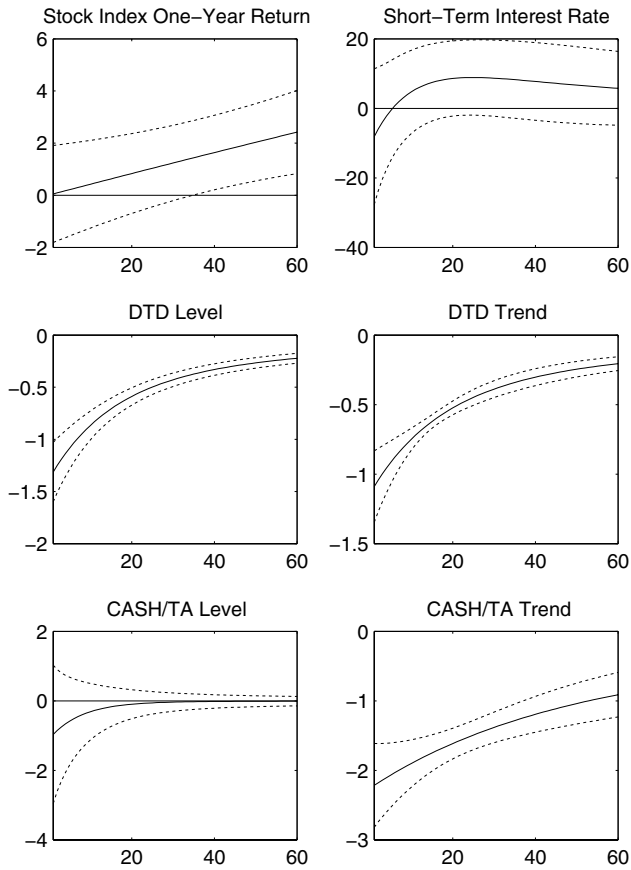 Stock Index One−Year Return
6
4
2
0
−2
20 40 60
Short−Term Interest Rate
20
0
−20
−40
20 40 60
DTD Level
0
−0.5
−1
−1.5
−2
20 40 60
DTD Trend
0
−0.5
−1
−1.5
20 40 60
CASH/TA Level
2
0
−2
−4
20 40 60
CASH/TA Trend
0
−1
−2
−3
20 40 60